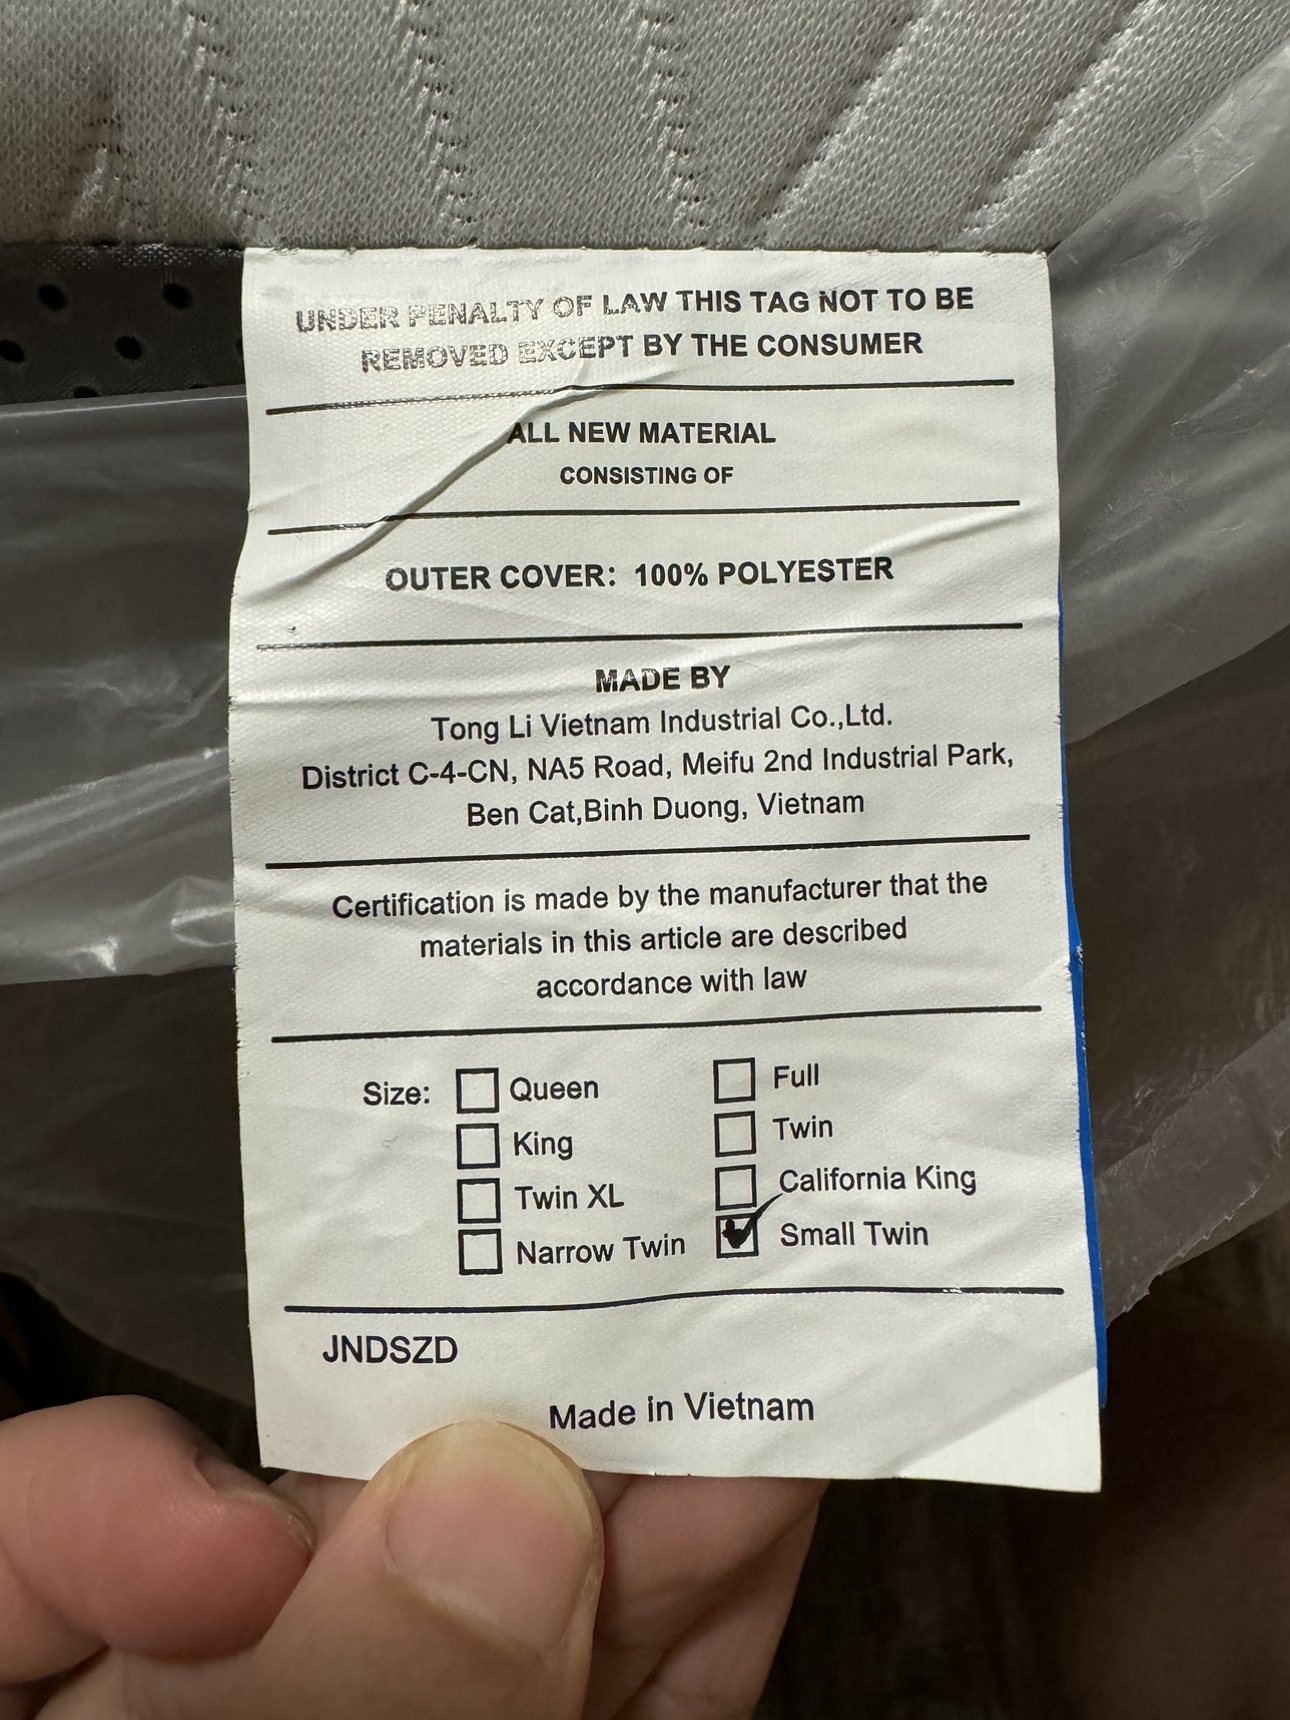 UNDER PENALTY OF LAW THIS TAG NOT TO BE
REMOVED EXCEPT BY THE CONSUMER
ALL NEW MATERIAL
CONSISTING OF
OUTER COVER: 100% POLYESTER
MADE BY
Tong Li Vietnam Industrial Co.,Ltd.
District C-4-CN, NA5 Road, Meifu 2nd Industrial Park,
Ben Cat,Binh Duong, Vietnam
Certification is made by the manufacturer that the
materials in this article are described
accordance with law
Size: Queen Full
King Twin
Twin XL California King
Narrow Twin Small Twin
JNDSZD
Made in Vietnam